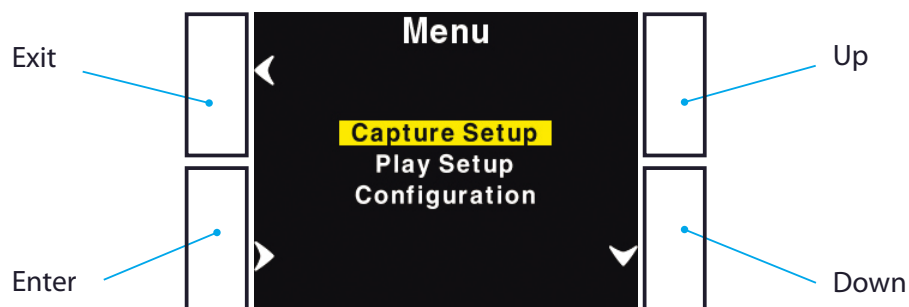 Menu
Exit
Up
Capture Setup
Play Setup
Configuration
Enter
Down